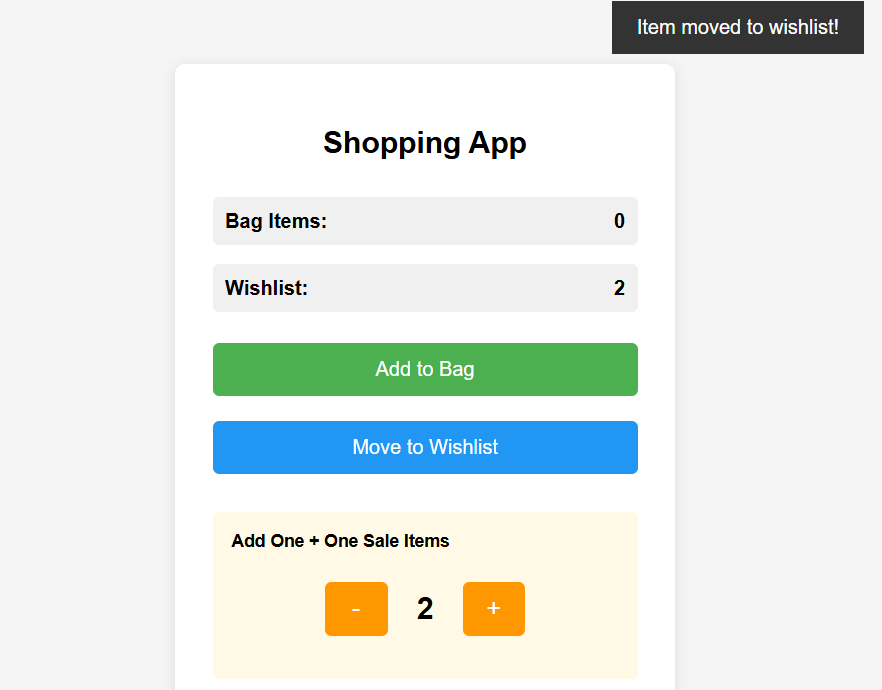 Item moved to wishlist!
Shopping App
Bag Items: 0
Wishlist: 2
Add to Bag
Move to Wishlist
Add One + One Sale Items
- 2 +